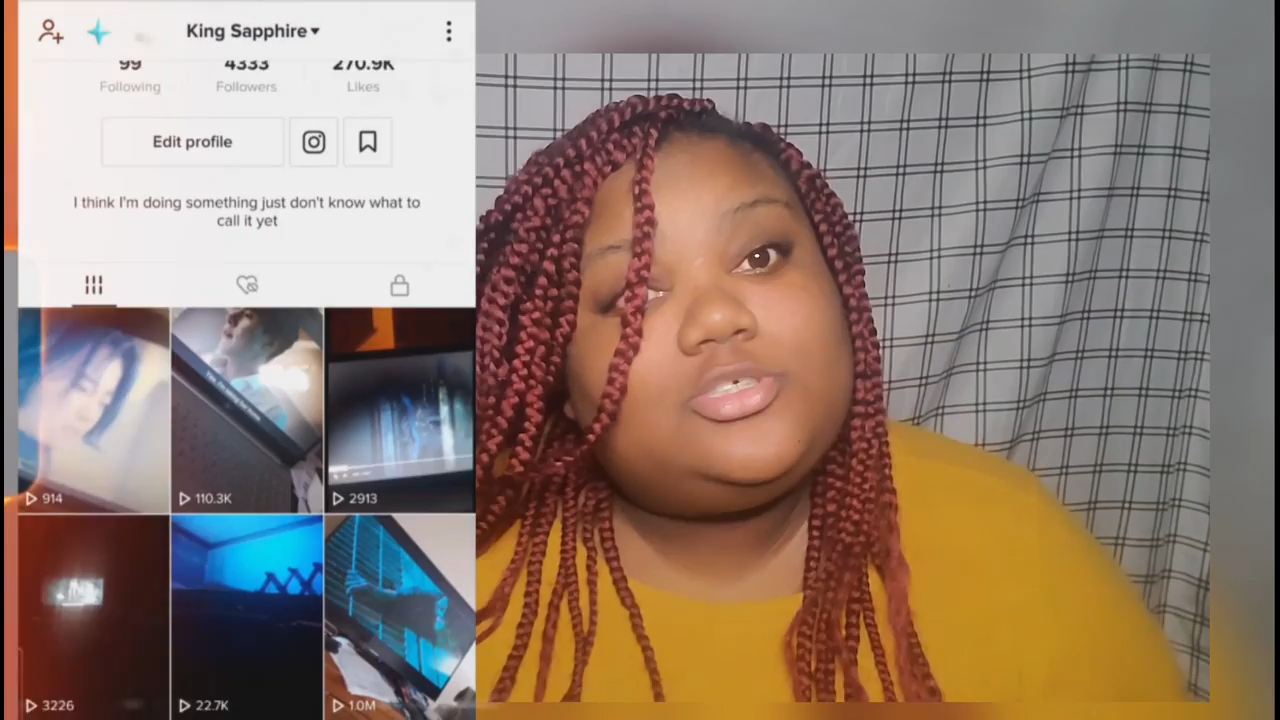 King Sapphire
99
4333
270.9K
Following
Followers
Likes
Edit profile
I think I'm doing something just don't know what to
call it yet
914
110.3K
2913
3226
22.7K
1.0M